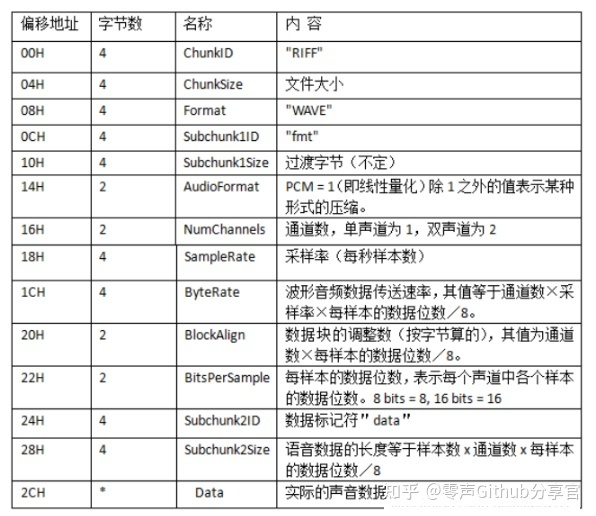 偏移地址 字节数 名称 内 容
00H 4 ChunkID "RIFF"
04H 4 ChunkSize 文件大小
08H 4 Format "WAVE"
0CH 4 Subchunk1ID "fmt"
10H 4 Subchunk1Size 过渡字节（不定）
14H 2 AudioFormat PCM = 1（即线性量化）除 1 之外的值表示某种
形式的压缩。
16H 2 NumChannels 通道数，单声道为 1，双声道为 2
18H 4 SampleRate 采样率（每秒样本数）
1CH 4 ByteRate 波形音频数据传送速率，其值等于通道数×采
样率×每样本的数据位数／8。
20H 2 BlockAlign 数据块的调整数（按字节算的），其值为通道
数×每样本的数据位数／8。
22H 2 BitsPerSample 每样本的数据位数，表示每个声道中各个样本
的数据位数。8 bits = 8, 16 bits = 16
24H 4 Subchunk2ID 数据标记符＂data＂
28H 4 Subchunk2Size 语音数据的长度等于样本数 x 通道数 x 每样本
的数据位数/8
2CH * Data 实际的声音数据
知乎 @零声Github分享官